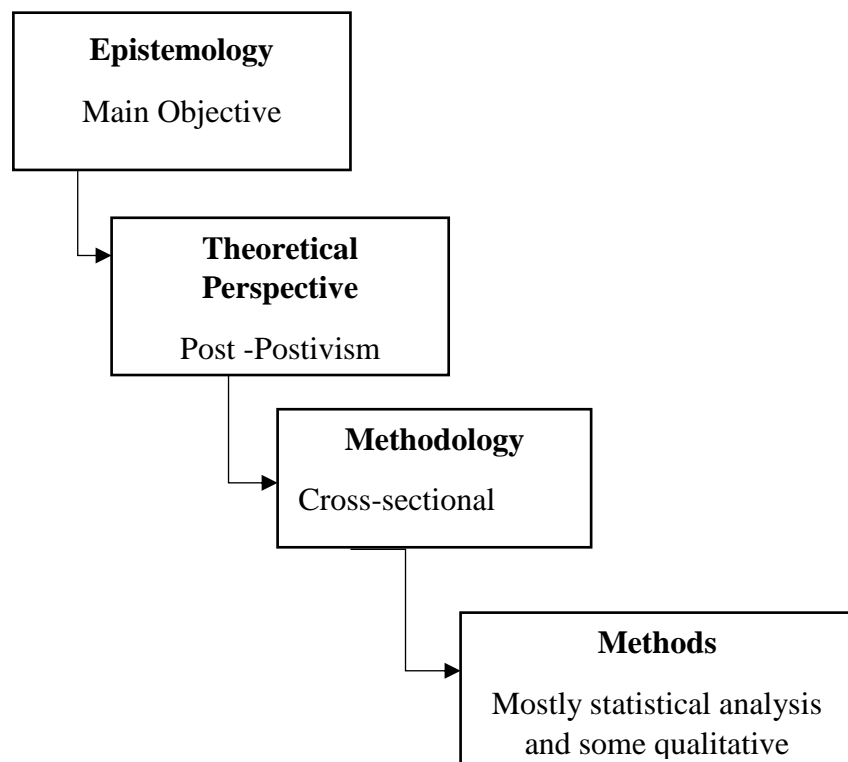 Epistemology
Main Objective
Theoretical
Perspective
Post -Postivism
Methodology
Cross-sectional
Methods
Mostly statistical analysis
and some qualitative